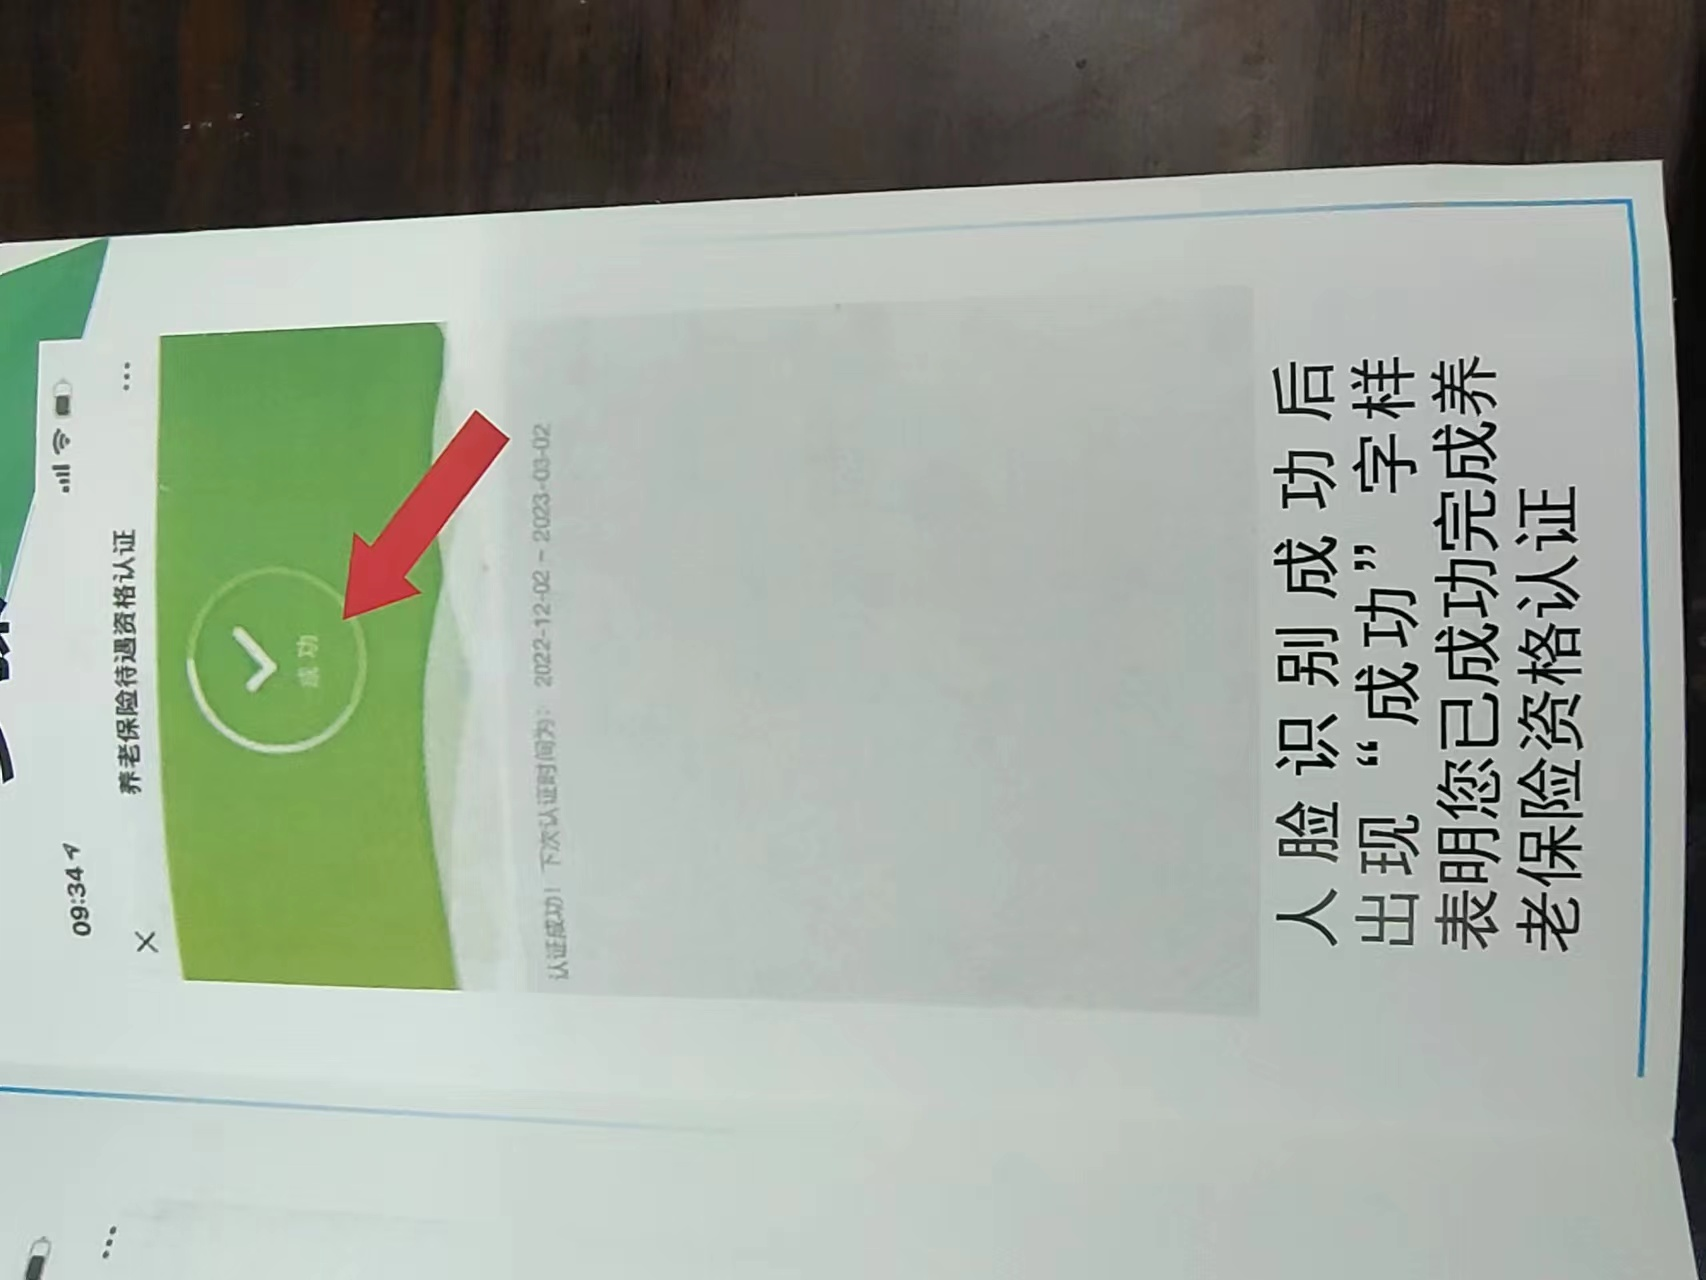 09:34
养老保险待遇资格认证
成功
认证成功！下次认证时间为： 2022-12-02 - 2023-03-02
人脸识别成功后
出现“成功”字样
表明您已成功完成养
老保险资格认证